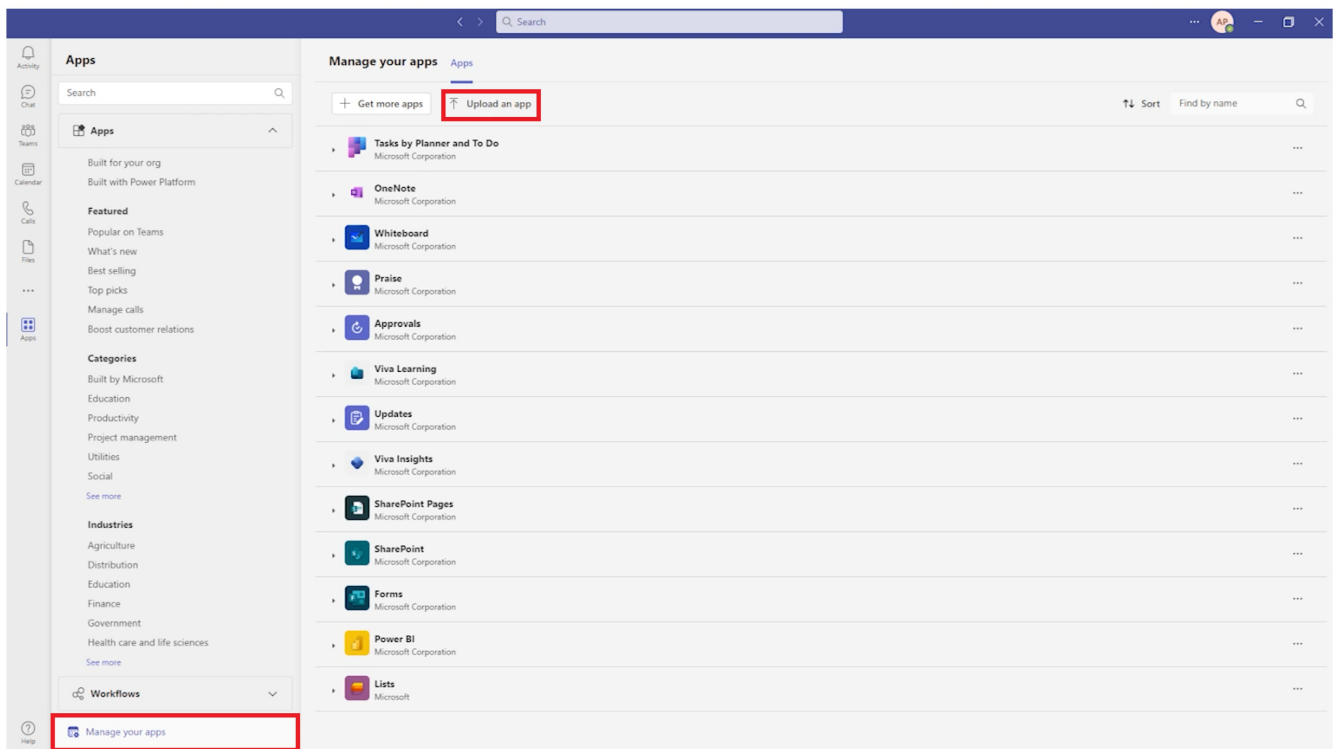 Search
AP
Activity
Chat
Teams
Calendar
Calls
Files
Apps
Help
Apps
Search
Apps
Built for your org
Built with Power Platform
Featured
Popular on Teams
What's new
Best selling
Top picks
Manage calls
Boost customer relations
Categories
Built by Microsoft
Education
Productivity
Project management
Utilities
Social
See more
Industries
Agriculture
Distribution
Education
Finance
Government
Health care and life sciences
See more
Workflows
Manage your apps
Manage your apps Apps
Get more apps Upload an app Sort Find by name
Tasks by Planner and To Do
Microsoft Corporation
OneNote
Microsoft Corporation
Whiteboard
Microsoft Corporation
Praise
Microsoft Corporation
Approvals
Microsoft Corporation
Viva Learning
Microsoft Corporation
Updates
Microsoft Corporation
Viva Insights
Microsoft Corporation
SharePoint Pages
Microsoft Corporation
SharePoint
Microsoft Corporation
Forms
Microsoft Corporation
Power BI
Microsoft Corporation
Lists
Microsoft